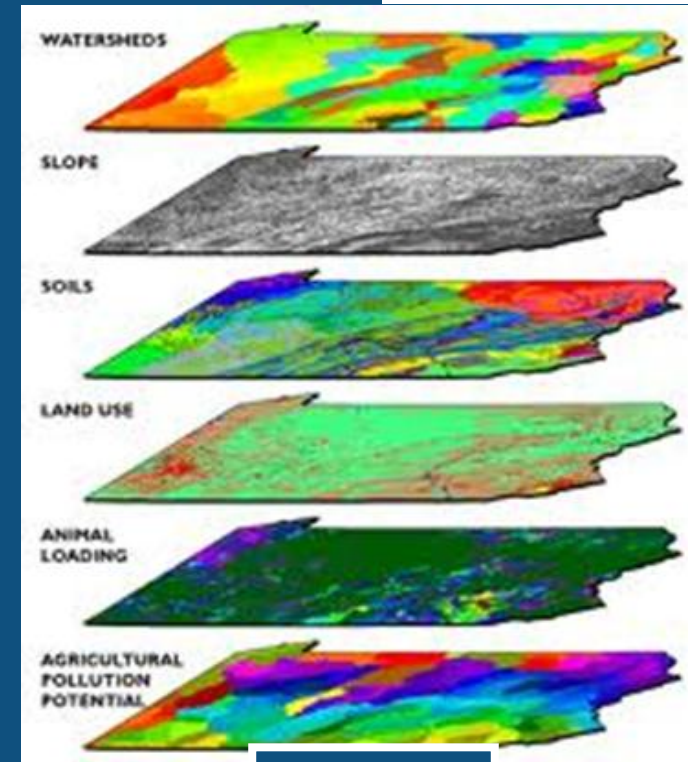 WATERSHEDS
SLOPE
SOILS
LAND USE
ANIMAL
LOADING
AGRICULTURAL
POLLUTION
POTENTIAL